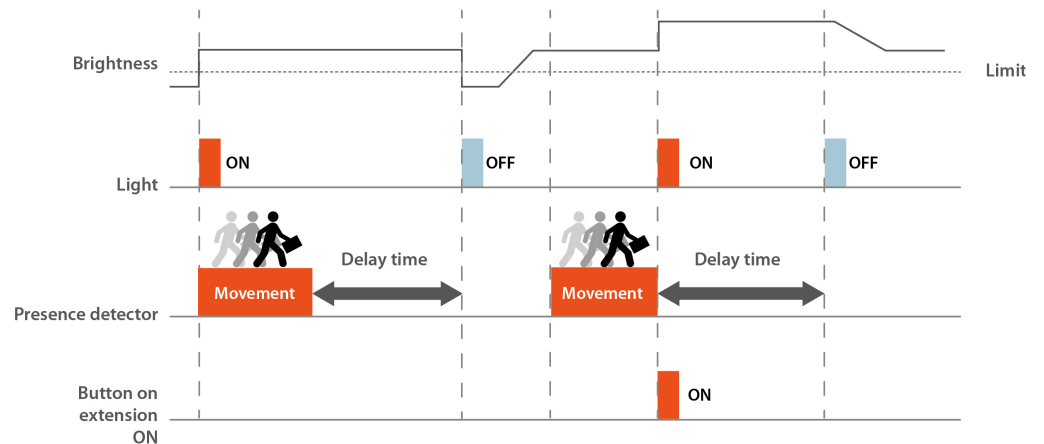 Brightness
Limit
ON
OFF
ON
OFF
Light
Delay time
Delay time
Movement
Movement
Presence detector
Button on
extension
ON
ON